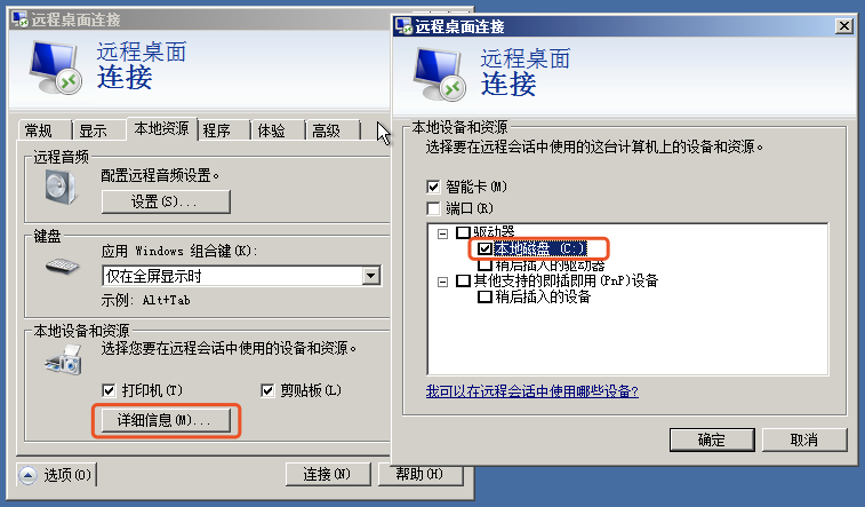 远程桌面连接
远程桌面
连接
常规
显示
本地资源
程序
体验
高级
远程音频
配置远程音频设置。
设置(S)...
键盘
应用 Windows 组合键(K):
仅在全屏显示时
示例: Alt+Tab
本地设备和资源
选择您要在远程会话中使用的设备和资源。
打印机(T)
剪贴板(L)
详细信息(M)...
选项(O)
连接(N)
帮助(H)
远程桌面连接
远程桌面
连接
本地设备和资源
选择要在远程会话中使用的这台计算机上的设备和资源。
智能卡(M)
端口(R)
驱动器
本地磁盘 (C:)
稍后插入的驱动器
其他支持的即插即用(PnP)设备
稍后插入的设备
我可以在远程会话中使用哪些设备?
确定
取消